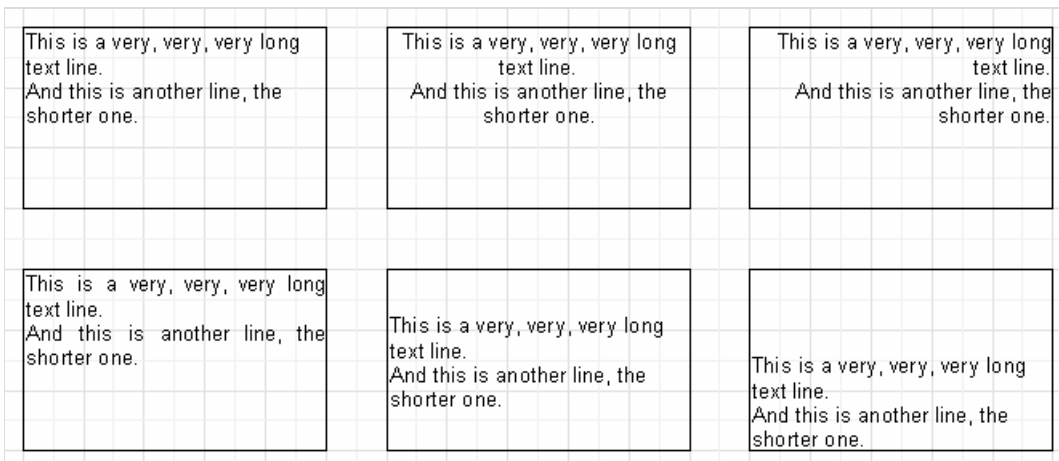 This is a very, very, very long
text line.
And this is another line, the
shorter one.
This is a very, very, very long
text line.
And this is another line, the
shorter one.
This is a very, very, very long
text line.
And this is another line, the
shorter one.
This is a very, very, very long
text line.
And this is another line, the
shorter one.
This is a very, very, very long
text line.
And this is another line, the
shorter one.
This is a very, very, very long
text line.
And this is another line, the
shorter one.